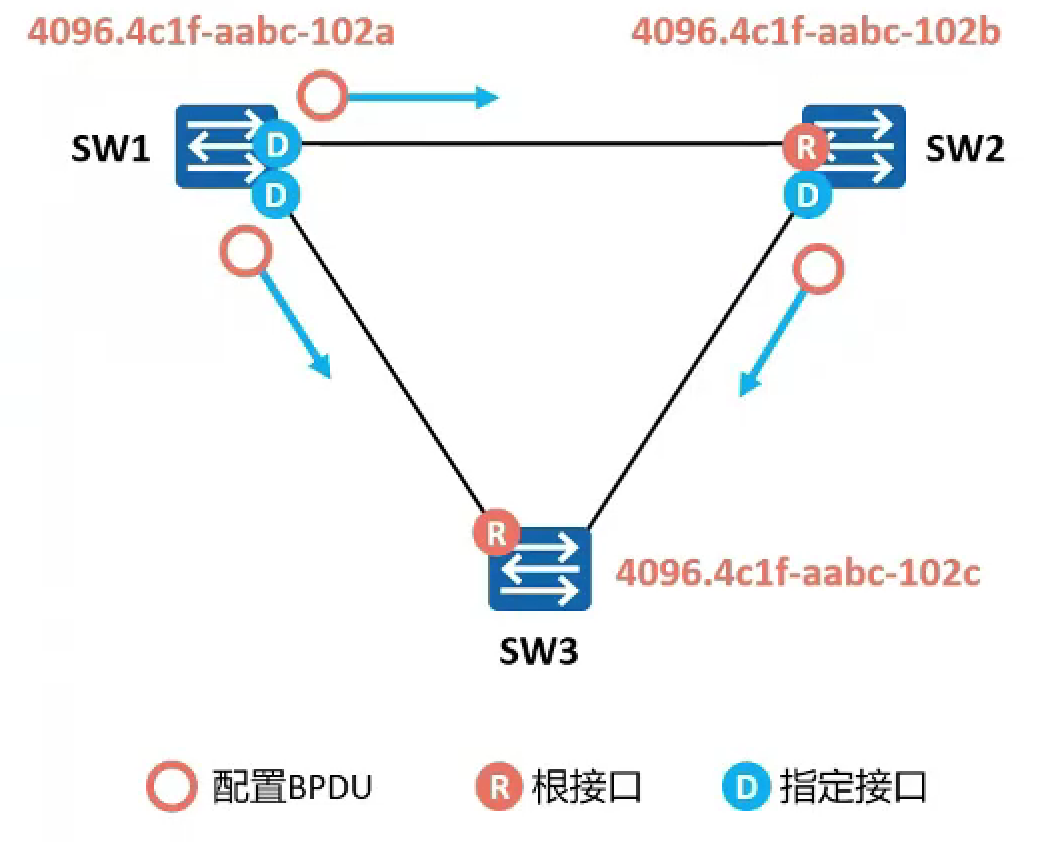 4096.4c1f-aabc-102a
4096.4c1f-aabc-102b
SW1
D
R
SW2
D
D
R
4096.4c1f-aabc-102c
SW3
配置BPDU
R 根接口
D 指定接口